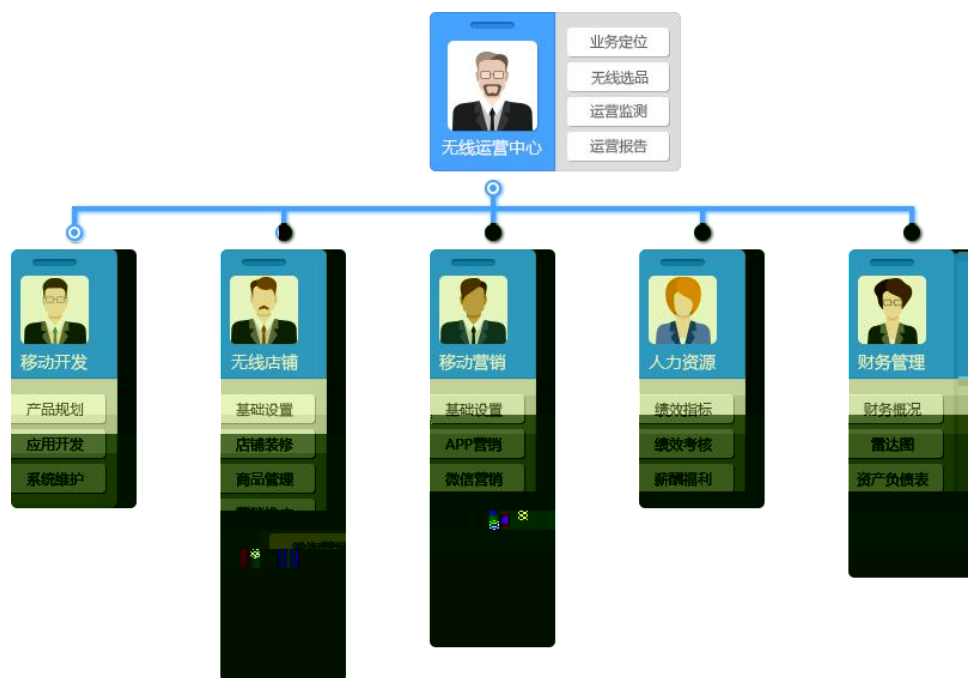 业务定位
无线选品
运营监测
运营报告
无线运营中心
移动开发
产品规划
应用开发
系统维护
无线店铺
基础设置
店铺装修
商品管理
移动营销
基础设置
APP营销
微信营销
人力资源
绩效指标
绩效考核
薪酬福利
财务管理
财务概况
雷达图
资产负债表